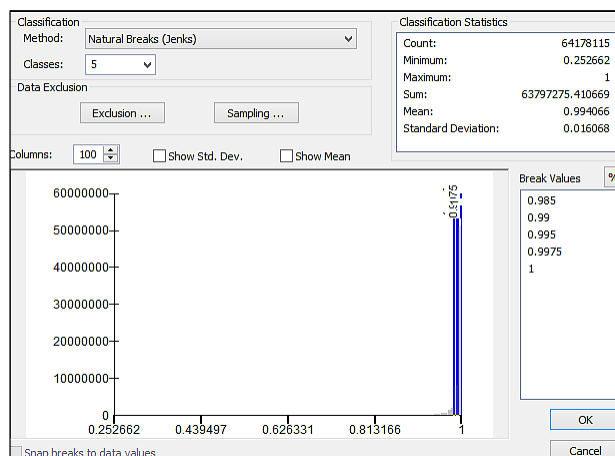 Classification
Method:
Natural Breaks (Jenks)
Classes:
5
Data Exclusion
Exclusion ...
Sampling ...
Classification Statistics
Count: 64178115
Minimum: 0.252662
Maximum: 1
Sum: 63797275.410669
Mean: 0.994066
Standard Deviation: 0.016068
Columns:
100
Show Std. Dev.
Show Mean
Break Values
%
0.985
0.99
0.995
0.9975
1
60000000
50000000
40000000
30000000
20000000
10000000
0
0.252662
0.439497
0.626331
0.813166
1
OK
Snap breaks to data values
Cancel